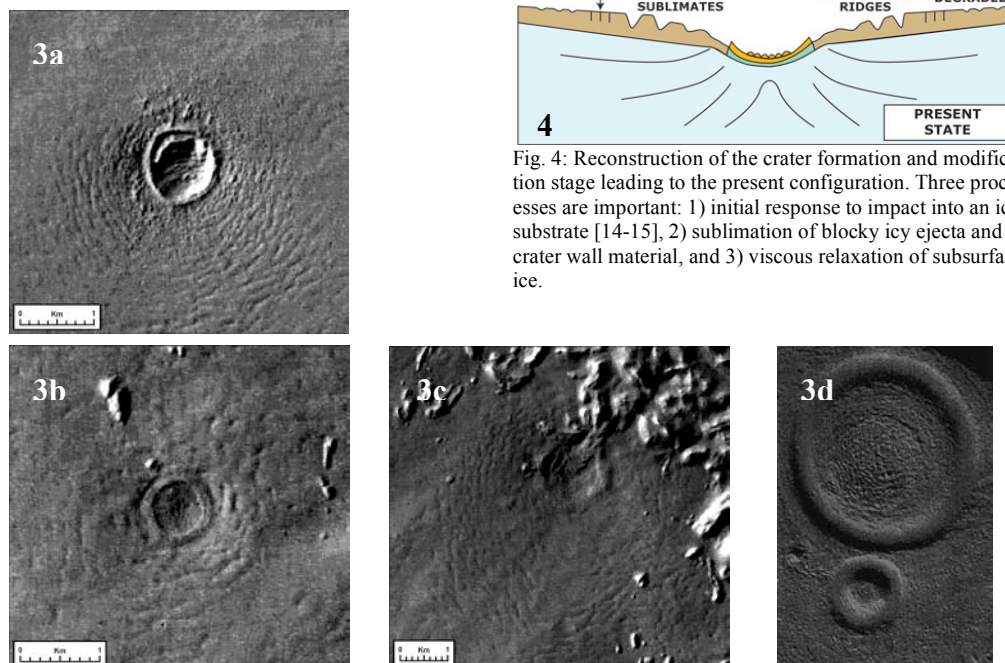 3a
0 Km 1
SUBLIMATES RIDGES
PRESENT
STATE
4
Fig. 4: Reconstruction of the crater formation and modific
tion stage leading to the present configuration. Three proc
esses are important: 1) initial response to impact into an ic
substrate [14-15], 2) sublimation of blocky icy ejecta and
crater wall material, and 3) viscous relaxation of subsurfa
ice.
3b
0 Km 1
3c
0 Km 1
3d